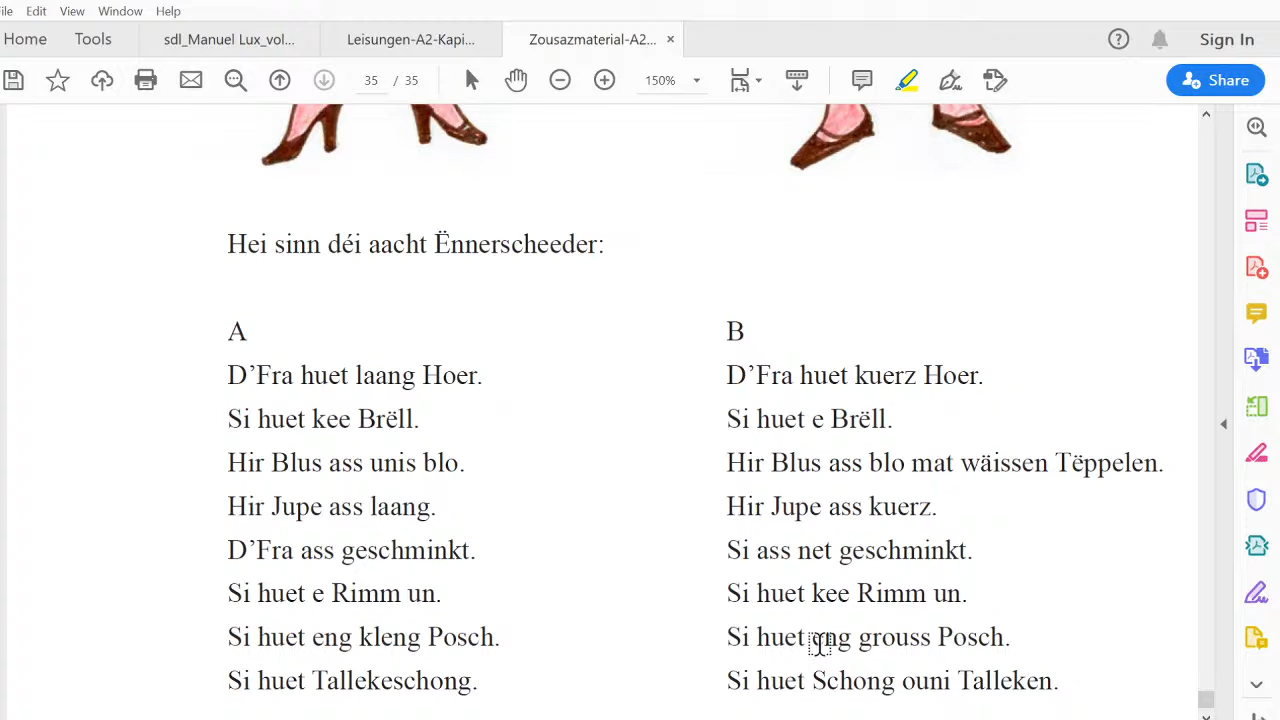 File Edit View Window Help
Home Tools sdl_Manuel Lux_vol... Leisungen-A2-Kapi... Zousazmaterial-A2... × Sign In
35 / 35 150% Share
Hei sinn déi aacht Ënnerscheeder:
A
D’Fra huet laang Hoer.
Si huet kee Brëll.
Hir Blus ass unis blo.
Hir Jupe ass laang.
D’Fra ass geschminkt.
Si huet e Rimm un.
Si huet eng kleng Posch.
Si huet Tallekeschong.
B
D’Fra huet kuerz Hoer.
Si huet e Brëll.
Hir Blus ass blo mat wäissen Tëppelen.
Hir Jupe ass kuerz.
Si ass net geschminkt.
Si huet kee Rimm un.
Si huet eng grouss Posch.
Si huet Schong ouni Talleken.